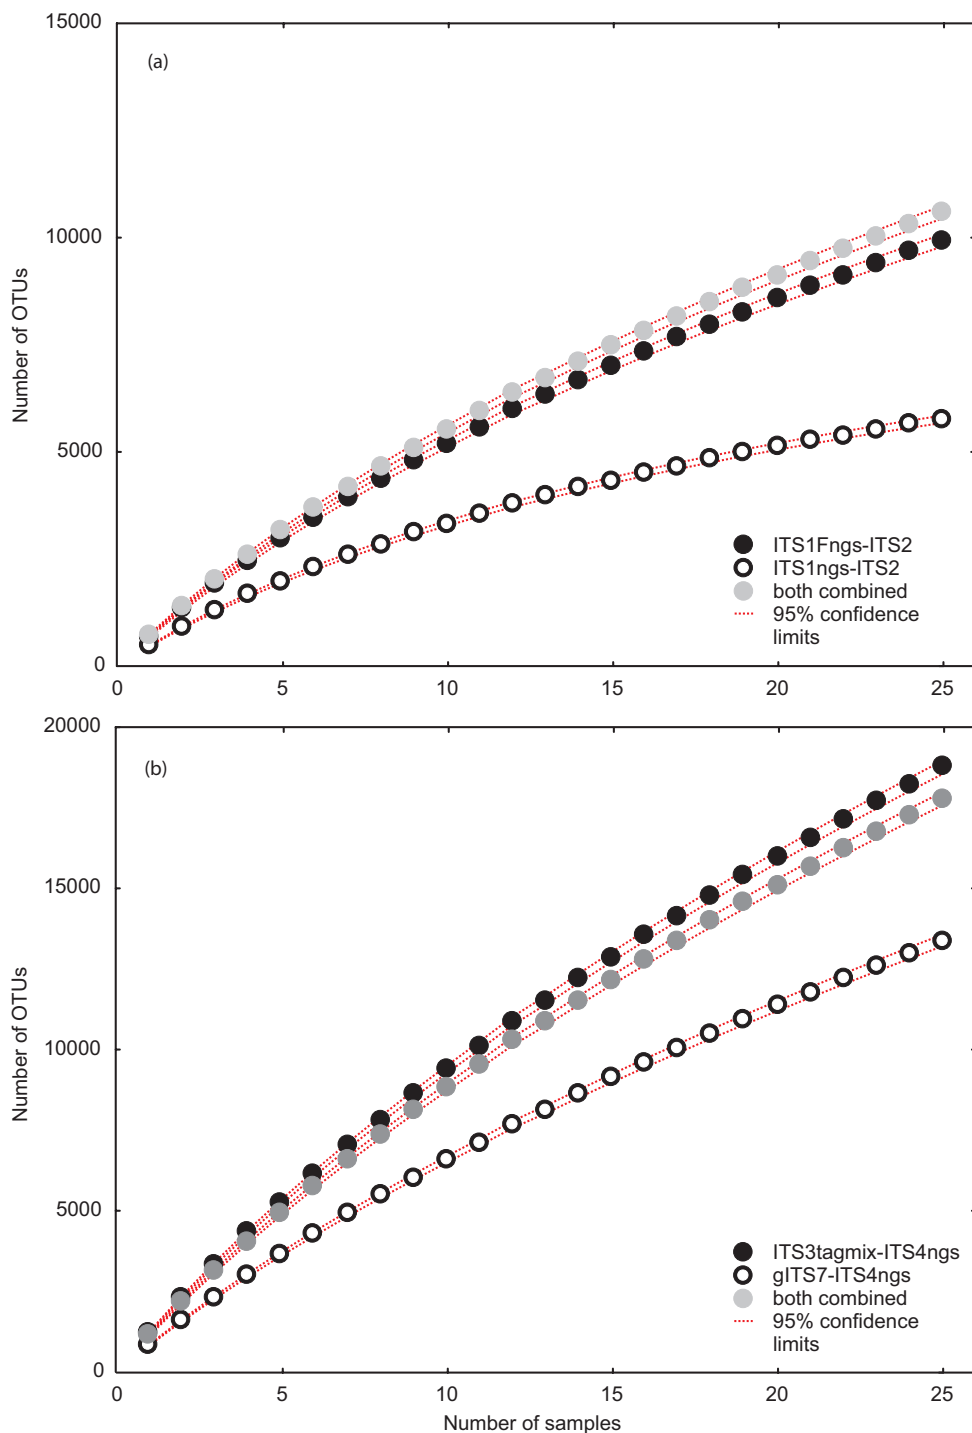 15000
(a)
10000
Number of OTUs
5000
ITS1Fngs-ITS2
ITS1ngs-ITS2
both combined
95% confidence
limits
0
0 5 10 15 20 25
20000
(b)
15000
Number of OTUs
10000
5000
ITS3tagmix-ITS4ngs
gITS7-ITS4ngs
both combined
95% confidence
limits
0
0 5 10 15 20 25
Number of samples